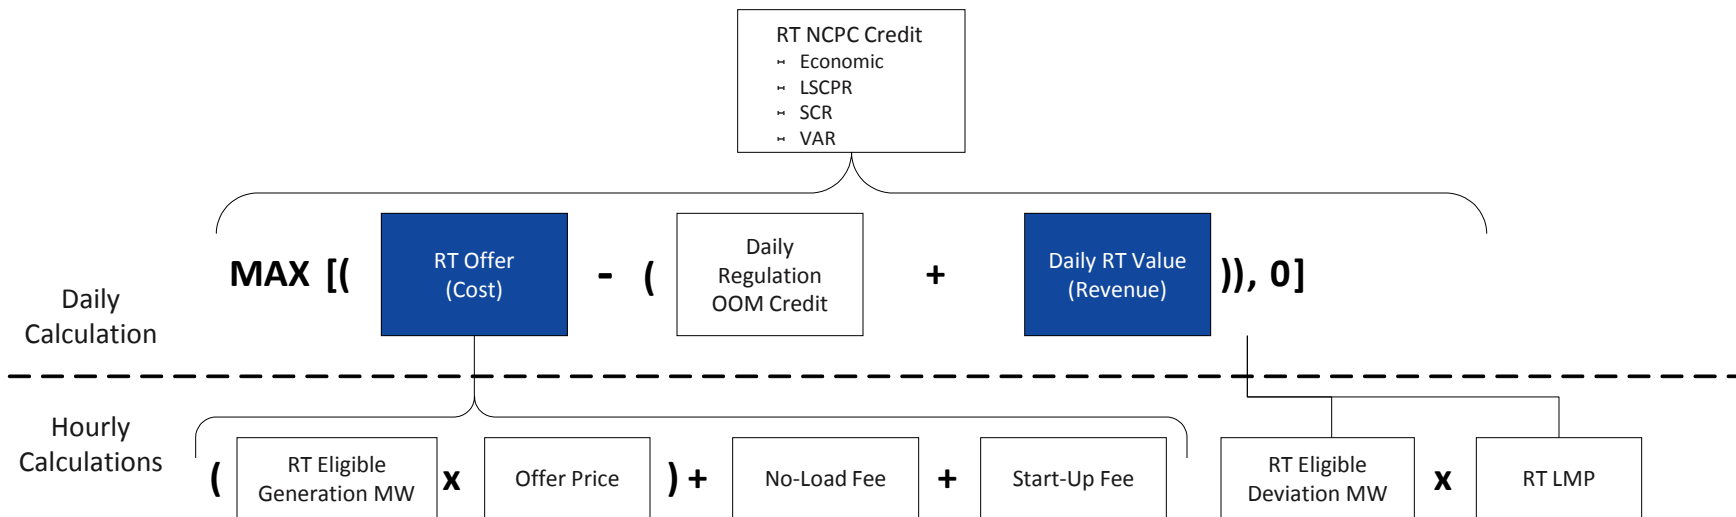 RT NCPC Credit
Economic
LSCPR
SCR
VAR
Daily
Calculation
MAX [(
RT Offer
(Cost)
- (
Daily
Regulation
OOM Credit
+
Daily RT Value
(Revenue)
)), 0]
Hourly
Calculations
(
RT Eligible
Generation MW
x
Offer Price
) +
No-Load Fee
+
Start-Up Fee
RT Eligible
Deviation MW
x
RT LMP